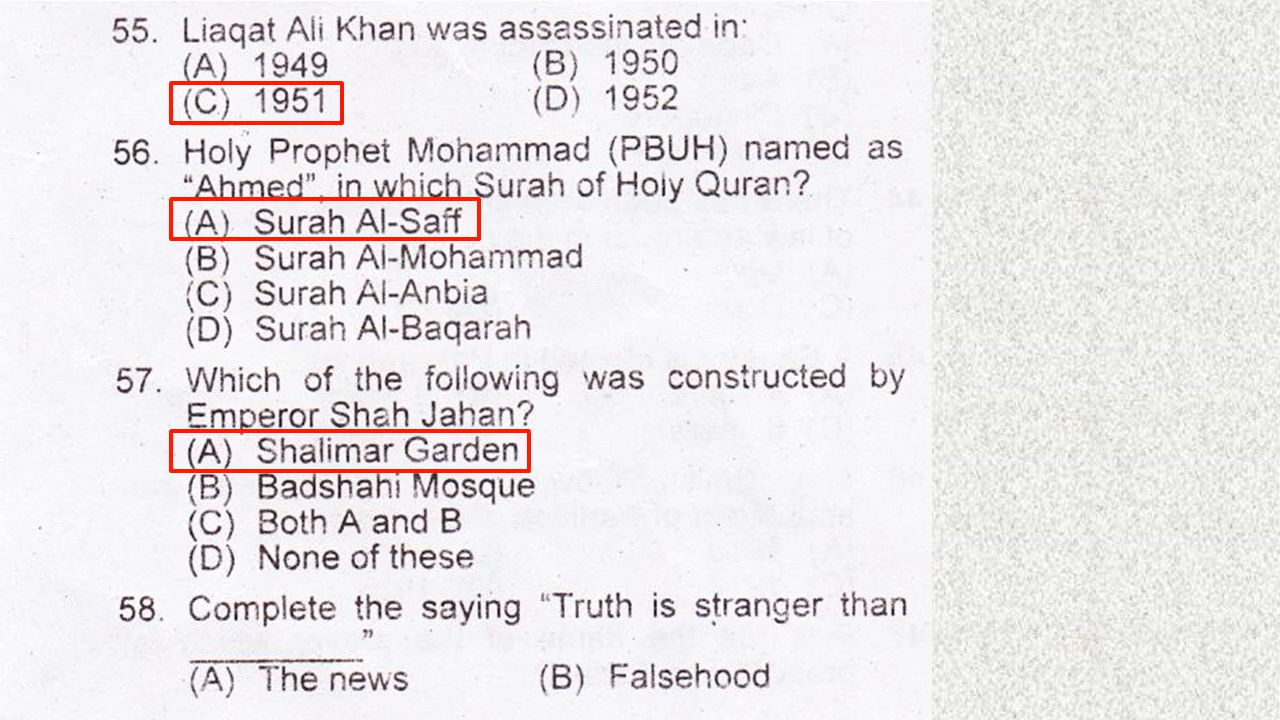 55. Liaqat Ali Khan was assassinated in:
(A) 1949 (B) 1950
(C) 1951 (D) 1952
56. Holy Prophet Mohammad (PBUH) named as
“Ahmed”, in which Surah of Holy Quran?
(A) Surah Al-Saff
(B) Surah Al-Mohammad
(C) Surah Al-Anbia
(D) Surah Al-Baqarah
57. Which of the following was constructed by
Emperor Shah Jahan?
(A) Shalimar Garden
(B) Badshahi Mosque
(C) Both A and B
(D) None of these
58. Complete the saying “Truth is stranger than
____________”
(A) The news (B) Falsehood